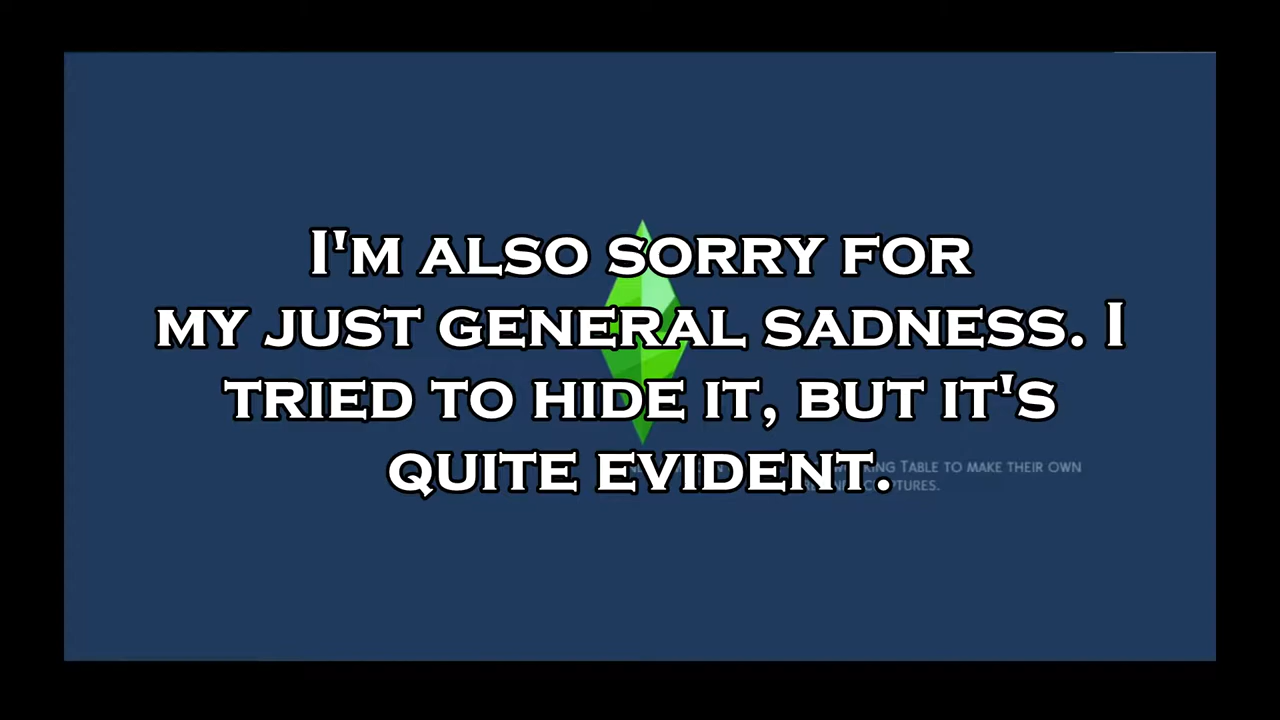 I'M ALSO SORRY FOR
MY JUST GENERAL SADNESS. I
TRIED TO HIDE IT, BUT IT'S
QUITE EVIDENT.
TABLE TO MAKE THEIR OWN